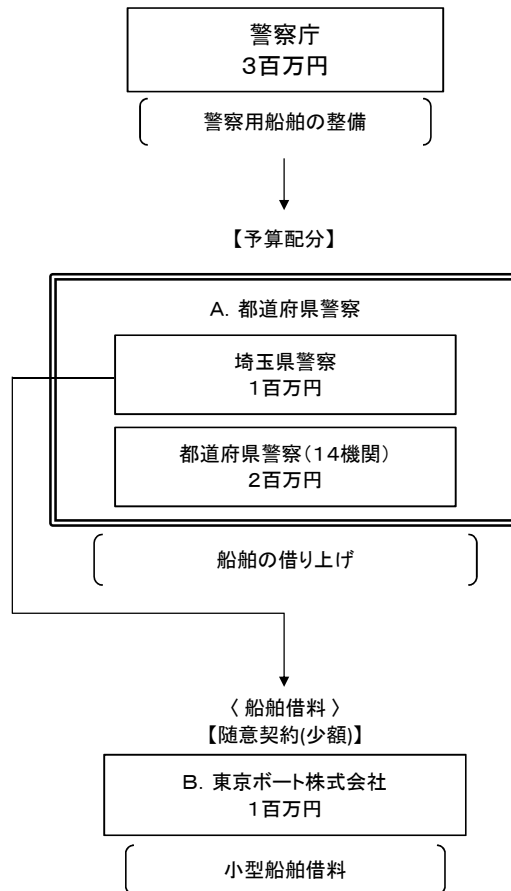 警察庁
3百万円
警察用船舶の整備
【予算配分】
A．都道府県警察
埼玉県警察
1百万円
都道府県警察（14機関）
2百万円
船舶の借り上げ
〈 船舶借料 〉
【随意契約(少額)】
B．東京ボート株式会社
1百万円
小型船舶借料